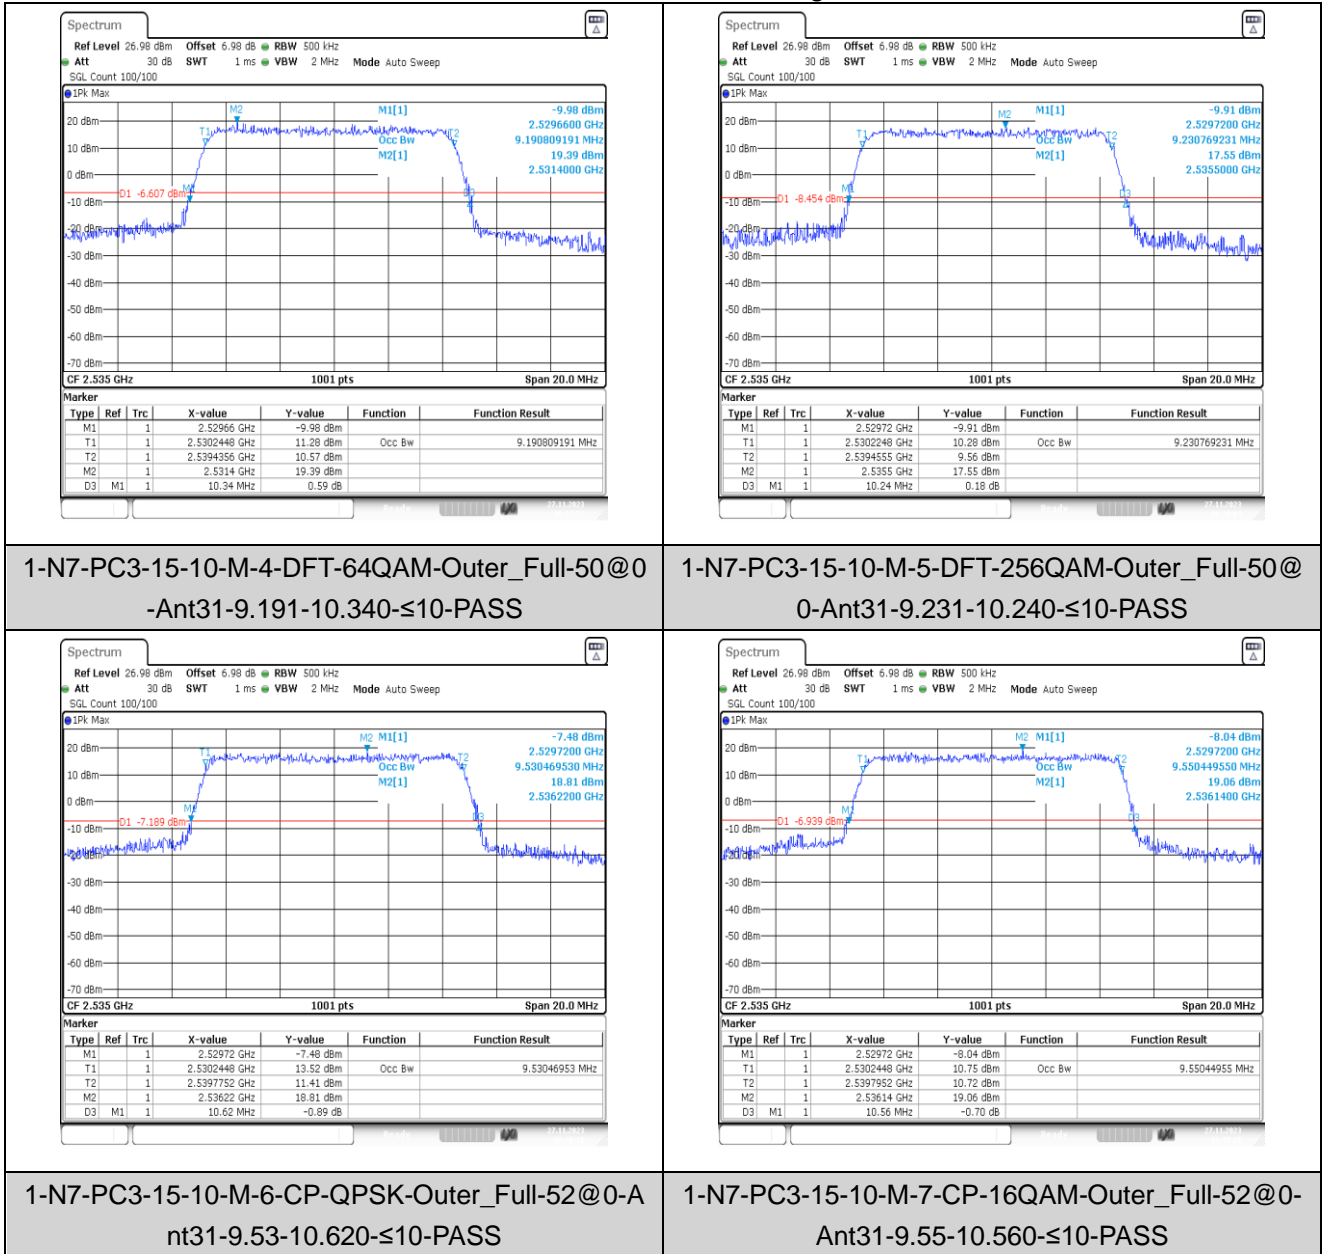 Spectrum
Ref Level 26.98 dBm Offset 6.98 dB RBW 500 kHz
Att 30 dB SWT 1 ms VBW 2 MHz Mode Auto Sweep
SGL Count 100/100
1Pk Max
M1[1] -9.98 dBm
2.5296600 GHz
Occ Bw 9.190809191 MHz
M2[1] 19.39 dBm
2.5314000 GHz
M2
T1
T2
M1
D3
D1 -6.607 dBm
20 dBm
10 dBm
0 dBm
-10 dBm
-20 dBm
-30 dBm
-40 dBm
-50 dBm
-60 dBm
-70 dBm
CF 2.535 GHz 1001 pts Span 20.0 MHz
Marker
Type Ref Trc X-value Y-value Function Function Result
M1 1 2.52966 GHz -9.98 dBm
T1 1 2.5302448 GHz 11.28 dBm Occ Bw 9.190809191 MHz
T2 1 2.5394356 GHz 10.57 dBm
M2 1 2.5314 GHz 19.39 dBm
D3 M1 1 10.34 MHz 0.59 dB
1-N7-PC3-15-10-M-4-DFT-64QAM-Outer_Full-50@0
-Ant31-9.191-10.340-≤10-PASS
Spectrum
Ref Level 26.98 dBm Offset 6.98 dB RBW 500 kHz
Att 30 dB SWT 1 ms VBW 2 MHz Mode Auto Sweep
SGL Count 100/100
1Pk Max
M1[1] -9.91 dBm
2.5297200 GHz
Occ Bw 9.230769231 MHz
M2[1] 17.55 dBm
2.5355000 GHz
M2
T1
T2
M1
D3
D1 -8.454 dBm
20 dBm
10 dBm
0 dBm
-10 dBm
-20 dBm
-30 dBm
-40 dBm
-50 dBm
-60 dBm
-70 dBm
CF 2.535 GHz 1001 pts Span 20.0 MHz
Marker
Type Ref Trc X-value Y-value Function Function Result
M1 1 2.52972 GHz -9.91 dBm
T1 1 2.5302248 GHz 10.28 dBm Occ Bw 9.230769231 MHz
T2 1 2.5394555 GHz 9.56 dBm
M2 1 2.5355 GHz 17.55 dBm
D3 M1 1 10.24 MHz 0.18 dB
1-N7-PC3-15-10-M-5-DFT-256QAM-Outer_Full-50@
0-Ant31-9.231-10.240-≤10-PASS
Spectrum
Ref Level 26.98 dBm Offset 6.98 dB RBW 500 kHz
Att 30 dB SWT 1 ms VBW 2 MHz Mode Auto Sweep
SGL Count 100/100
1Pk Max
M1[1] -7.48 dBm
2.5297200 GHz
Occ Bw 9.530469530 MHz
M2[1] 18.81 dBm
2.5362200 GHz
M2
T1
T2
M1
D3
D1 -7.189 dBm
20 dBm
10 dBm
0 dBm
-10 dBm
-20 dBm
-30 dBm
-40 dBm
-50 dBm
-60 dBm
-70 dBm
CF 2.535 GHz 1001 pts Span 20.0 MHz
Marker
Type Ref Trc X-value Y-value Function Function Result
M1 1 2.52972 GHz -7.48 dBm
T1 1 2.5302448 GHz 13.52 dBm Occ Bw 9.53046953 MHz
T2 1 2.5397752 GHz 11.41 dBm
M2 1 2.53622 GHz 18.81 dBm
D3 M1 1 10.62 MHz -0.89 dB
1-N7-PC3-15-10-M-6-CP-QPSK-Outer_Full-52@0-A
nt31-9.53-10.620-≤10-PASS
Spectrum
Ref Level 26.98 dBm Offset 6.98 dB RBW 500 kHz
Att 30 dB SWT 1 ms VBW 2 MHz Mode Auto Sweep
SGL Count 100/100
1Pk Max
M1[1] -8.04 dBm
2.5297200 GHz
Occ Bw 9.550449550 MHz
M2[1] 19.06 dBm
2.5361400 GHz
M2
T1
T2
M1
D3
D1 -6.939 dBm
20 dBm
10 dBm
0 dBm
-10 dBm
-20 dBm
-30 dBm
-40 dBm
-50 dBm
-60 dBm
-70 dBm
CF 2.535 GHz 1001 pts Span 20.0 MHz
Marker
Type Ref Trc X-value Y-value Function Function Result
M1 1 2.52972 GHz -8.04 dBm
T1 1 2.5302448 GHz 10.75 dBm Occ Bw 9.55044955 MHz
T2 1 2.5397952 GHz 10.72 dBm
M2 1 2.53614 GHz 19.06 dBm
D3 M1 1 10.56 MHz -0.70 dB
1-N7-PC3-15-10-M-7-CP-16QAM-Outer_Full-52@0-
Ant31-9.55-10.560-≤10-PASS